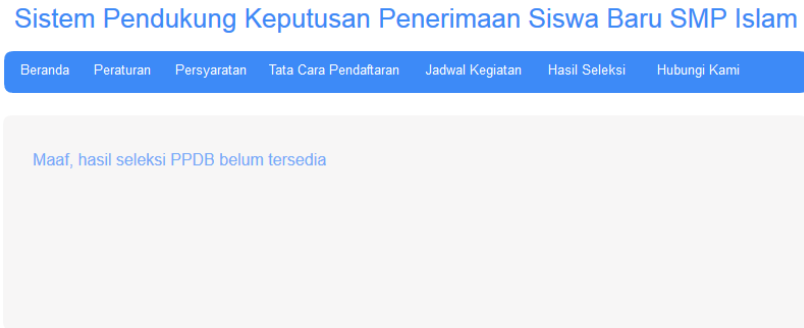 Sistem Pendukung Keputusan Penerimaan Siswa Baru SMP Islam
Beranda Peraturan Persyaratan Tata Cara Pendaftaran Jadwal Kegiatan Hasil Seleksi Hubungi Kami
Maaf, hasil seleksi PPDB belum tersedia